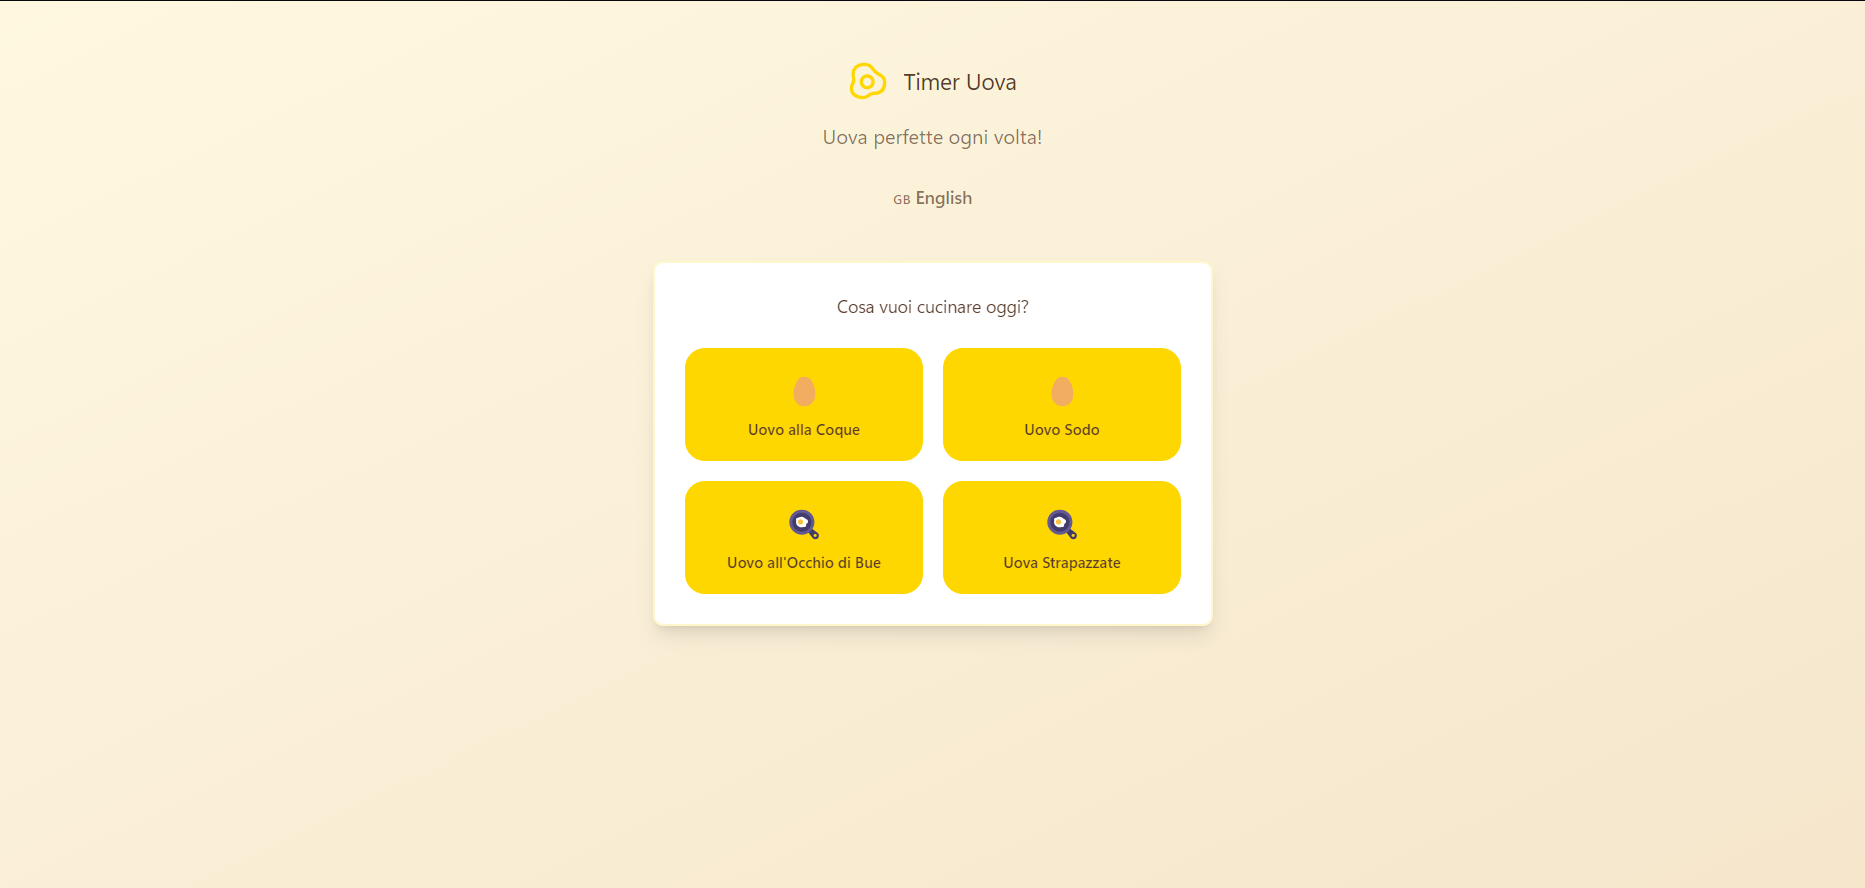 Timer Uova
Uova perfette ogni volta!
GB English
Cosa vuoi cucinare oggi?
Uovo alla Coque
Uovo Sodo
Uovo all'Occhio di Bue
Uova Strapazzate